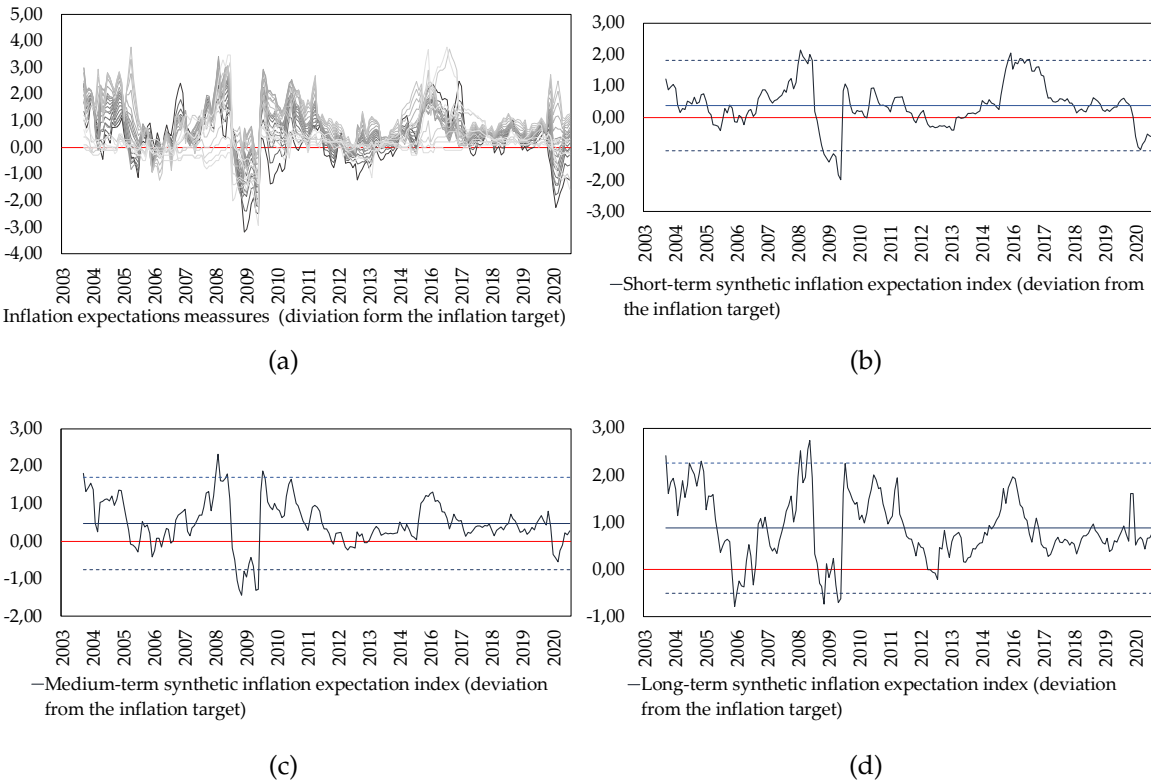 5,00
4,00
3,00
2,00
1,00
0,00
-1,00
-2,00
-3,00
-4,00
2003 2004 2005 2006 2007 2008 2009 2010 2011 2012 2013 2014 2016 2017 2018 2019 2020
Inflation expectations meassures (diviation form the inflation target)
(a)
3,00
2,00
1,00
0,00
-1,00
-2,00
-3,00
2003 2004 2005 2006 2007 2008 2009 2010 2011 2012 2013 2014 2016 2017 2018 2019 2020
Short-term synthetic inflation expectation index (deviation from
the inflation target)
(b)
3,00
2,00
1,00
0,00
-1,00
-2,00
2003 2004 2005 2006 2007 2008 2009 2010 2011 2012 2013 2014 2016 2017 2018 2019 2020
Medium-term synthetic inflation expectation index (deviation
from the inflation target)
(c)
3,00
2,00
1,00
0,00
-1,00
2003 2004 2005 2006 2007 2008 2009 2010 2011 2012 2013 2014 2016 2017 2018 2019 2020
Long-term synthetic inflation expectation index (deviation
from the inflation target)
(d)